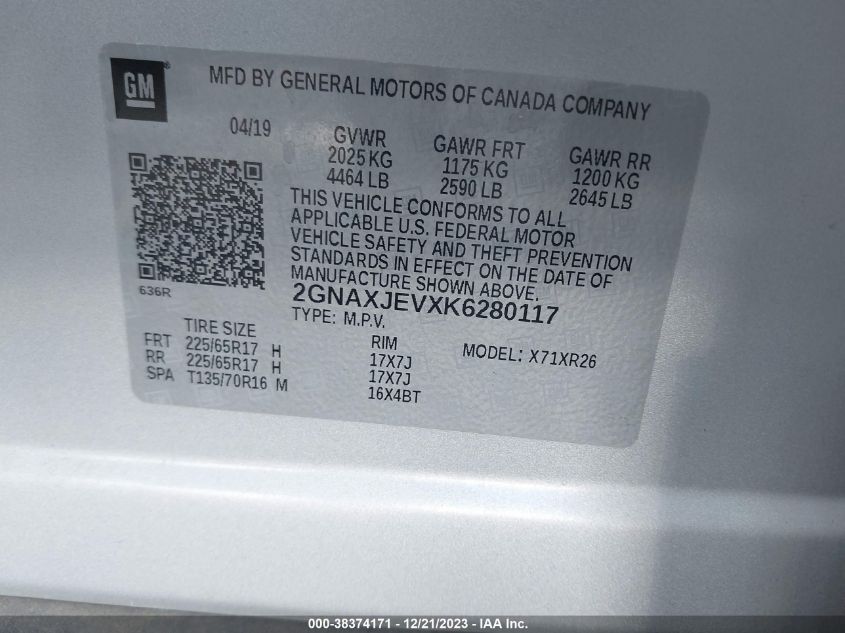 GM ®
MFD BY GENERAL MOTORS OF CANADA COMPANY
04/19
GVWR GAWR FRT GAWR RR
2025 KG 1175 KG 1200 KG
4464 LB 2590 LB 2645 LB
THIS VEHICLE CONFORMS TO ALL
APPLICABLE U.S. FEDERAL MOTOR
VEHICLE SAFETY AND THEFT PREVENTION
STANDARDS IN EFFECT ON THE DATE OF
MANUFACTURE SHOWN ABOVE.
636R
2GNAXJEVXK6280117
TYPE: M.P.V.
MODEL: X71XR26
TIRE SIZE RIM
FRT 225/65R17 H 17X7J
RR 225/65R17 H 17X7J
SPA T135/70R16 M 16X4BT
000-38374171 - 12/21/2023 - IAA Inc.